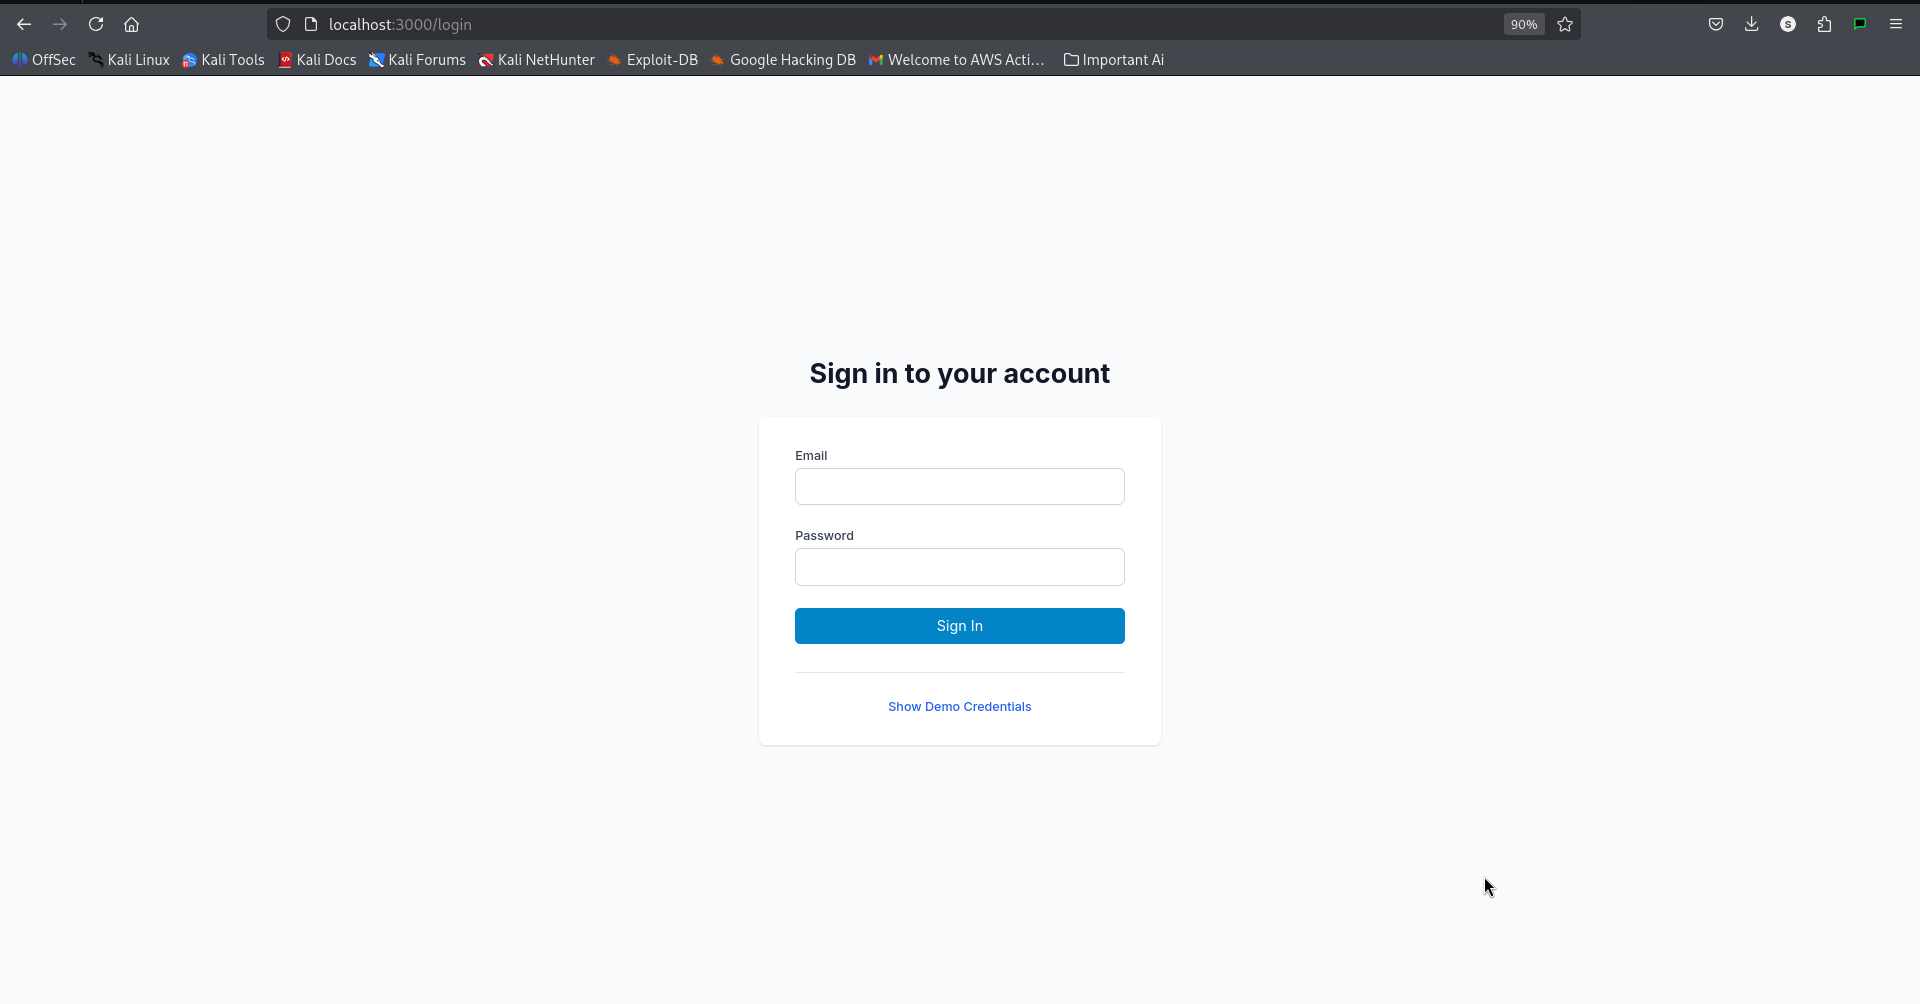 localhost:3000/login
90%
S
OffSec Kali Linux Kali Tools Kali Docs Kali Forums Kali NetHunter Exploit-DB Google Hacking DB Welcome to AWS Acti... Important Ai
Sign in to your account
Email
Password
Sign In
Show Demo Credentials